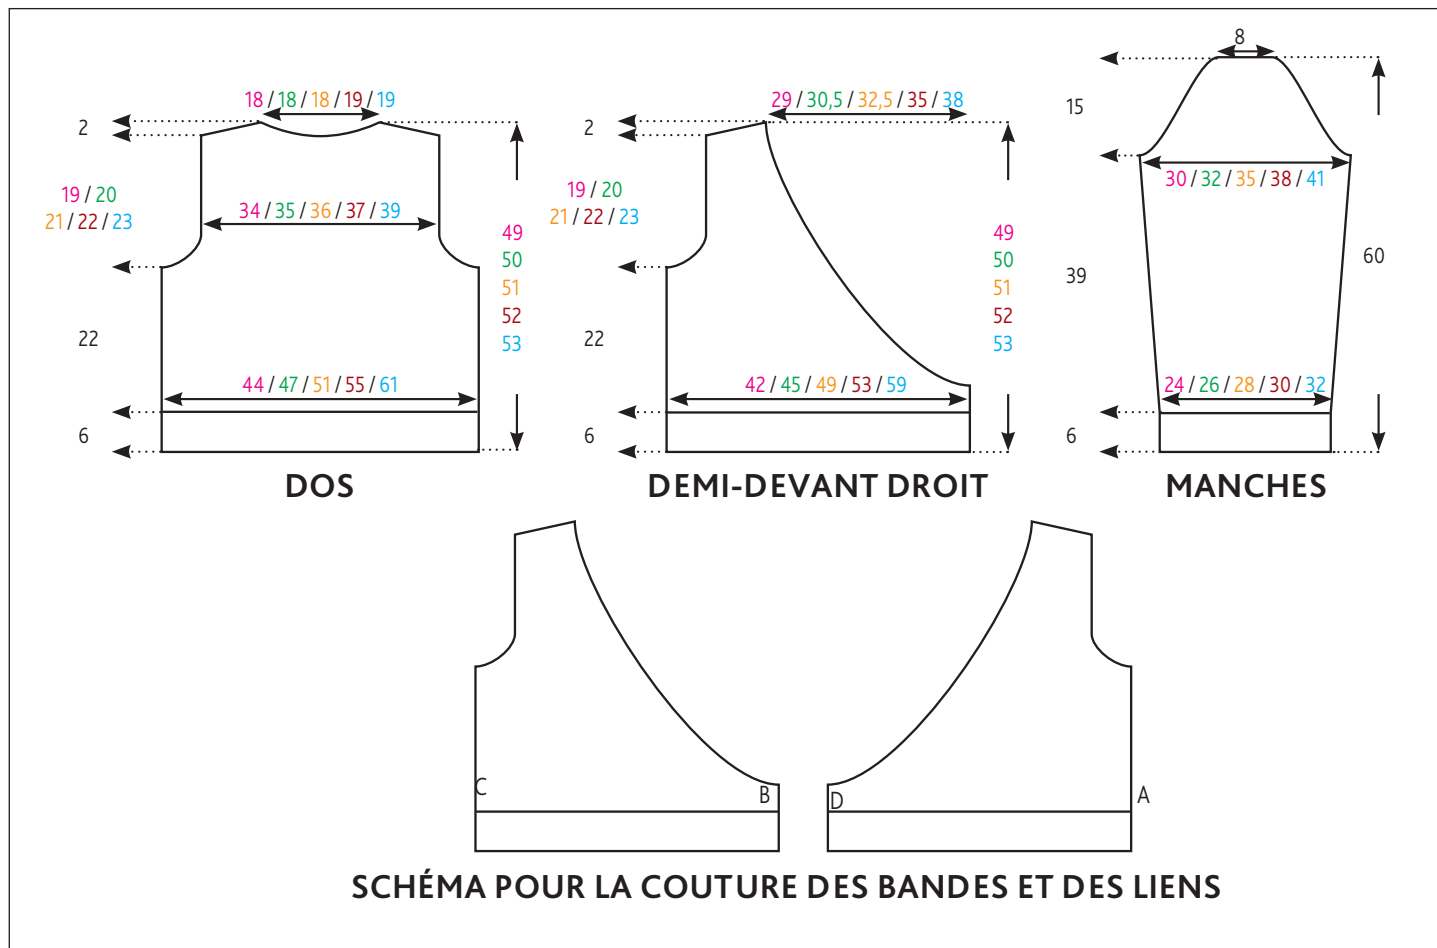 18 / 18 / 18 / 19 / 19
2
19 / 20
21 / 22 / 23
34 / 35 / 36 / 37 / 39
49
50
51
52
53
22
44 / 47 / 51 / 55 / 61
6
DOS
29 / 30,5 / 32,5 / 35 / 38
2
19 / 20
21 / 22 / 23
49
50
51
52
53
22
42 / 45 / 49 / 53 / 59
6
DEMI-DEVANT DROIT
8
15
30 / 32 / 35 / 38 / 41
39
60
24 / 26 / 28 / 30 / 32
6
MANCHES
C
B
D
A
SCHÉMA POUR LA COUTURE DES BANDES ET DES LIENS